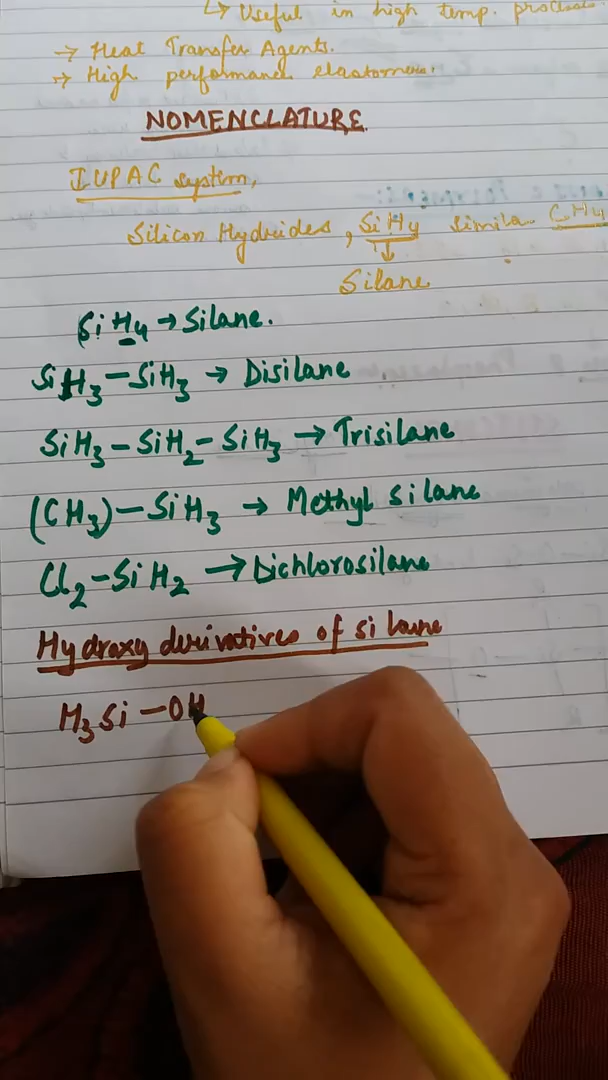 ↳ Useful in high temp. processes
→ Heat Transfer Agents.
→ High performance elastomers.
NOMENCLATURE
IUPAC system,
Silicon Hydrides, SiH4 similar CH4
↓
Silane
SiH4 → Silane.
SiH3 – SiH3 → Disilane
SiH3 – SiH2 – SiH3 → Trisilane
(CH3) – SiH3 → Methyl silane
Cl2 – SiH2 → Dichlorosilane
Hydroxy derivatives of silane
H3Si – OH